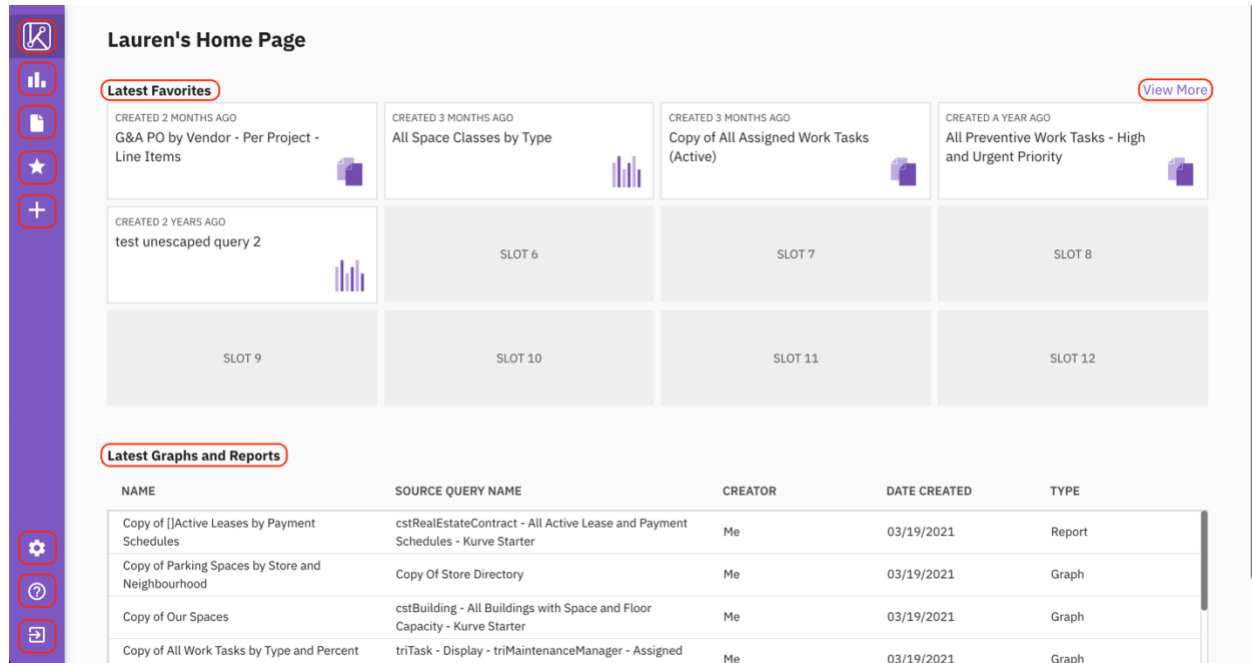 Lauren's Home Page
Latest Favorites
View More
CREATED 2 MONTHS AGO
G&A PO by Vendor - Per Project -
Line Items
CREATED 3 MONTHS AGO
All Space Classes by Type
CREATED 3 MONTHS AGO
Copy of All Assigned Work Tasks
(Active)
CREATED A YEAR AGO
All Preventive Work Tasks - High
and Urgent Priority
CREATED 2 YEARS AGO
test unescaped query 2
SLOT 6
SLOT 7
SLOT 8
SLOT 9
SLOT 10
SLOT 11
SLOT 12
Latest Graphs and Reports
NAME SOURCE QUERY NAME CREATOR DATE CREATED TYPE
Copy of []Active Leases by Payment
Schedules
cstRealEstateContract - All Active Lease and Payment
Schedules - Kurve Starter
Me
03/19/2021
Report
Copy of Parking Spaces by Store and
Neighbourhood
Copy Of Store Directory
Me
03/19/2021
Graph
Copy of Our Spaces
cstBuilding - All Buildings with Space and Floor
Capacity - Kurve Starter
Me
03/19/2021
Graph
Copy of All Work Tasks by Type and Percent
triTask - Display - triMaintenanceManager - Assigned
Me
03/19/2021
Graph